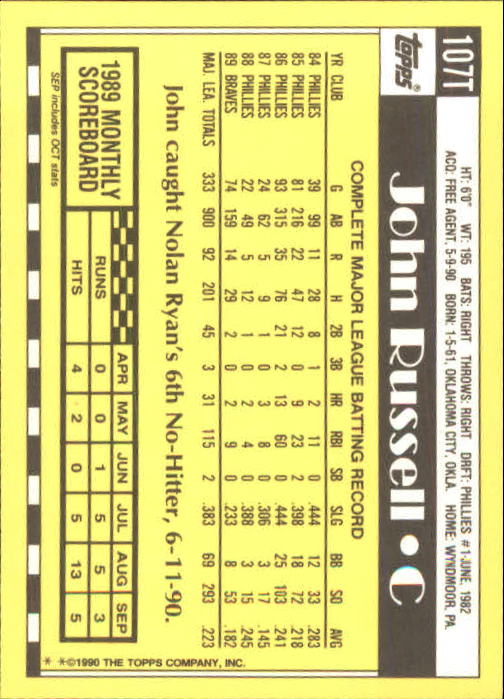 107T
topps®
HT: 6'0" WT: 195 BATS: RIGHT THROWS: RIGHT DRFT: PHILLIES #1-JUNE, 1982
ACQ: FREE AGENT, 5-9-90 BORN: 1-5-61, OKLAHOMA CITY, OKLA. HOME: WYNDMOOR, PA
John Russell • C
COMPLETE MAJOR LEAGUE BATTING RECORD
YR CLUB G AB R H 2B 3B HR RBI SB SLG BB SO AVG
84 PHILLIES 39 99 11 28 8 1 2 11 0 .444 12 33 .283
85 PHILLIES 81 216 22 47 12 0 9 23 2 .398 18 72 .218
86 PHILLIES 93 315 35 76 21 2 13 60 0 .444 25 103 .241
87 PHILLIES 24 62 5 9 1 0 3 8 0 .306 3 17 .145
88 PHILLIES 22 49 5 12 1 0 2 4 0 .388 3 15 .245
89 BRAVES 74 159 14 29 2 0 2 9 0 .233 8 53 .182
MAJ. LEA. TOTALS 333 900 92 201 45 3 31 115 2 .383 69 293 .223
John caught Nolan Ryan's 6th No-Hitter, 6-11-90.
1989 MONTHLY
SCOREBOARD
APR MAY JUN JUL AUG SEP
RUNS 0 0 1 5 5 3
HITS 4 2 0 5 13 5
SEP includes OCT stats
* *©1990 THE TOPPS COMPANY, INC.